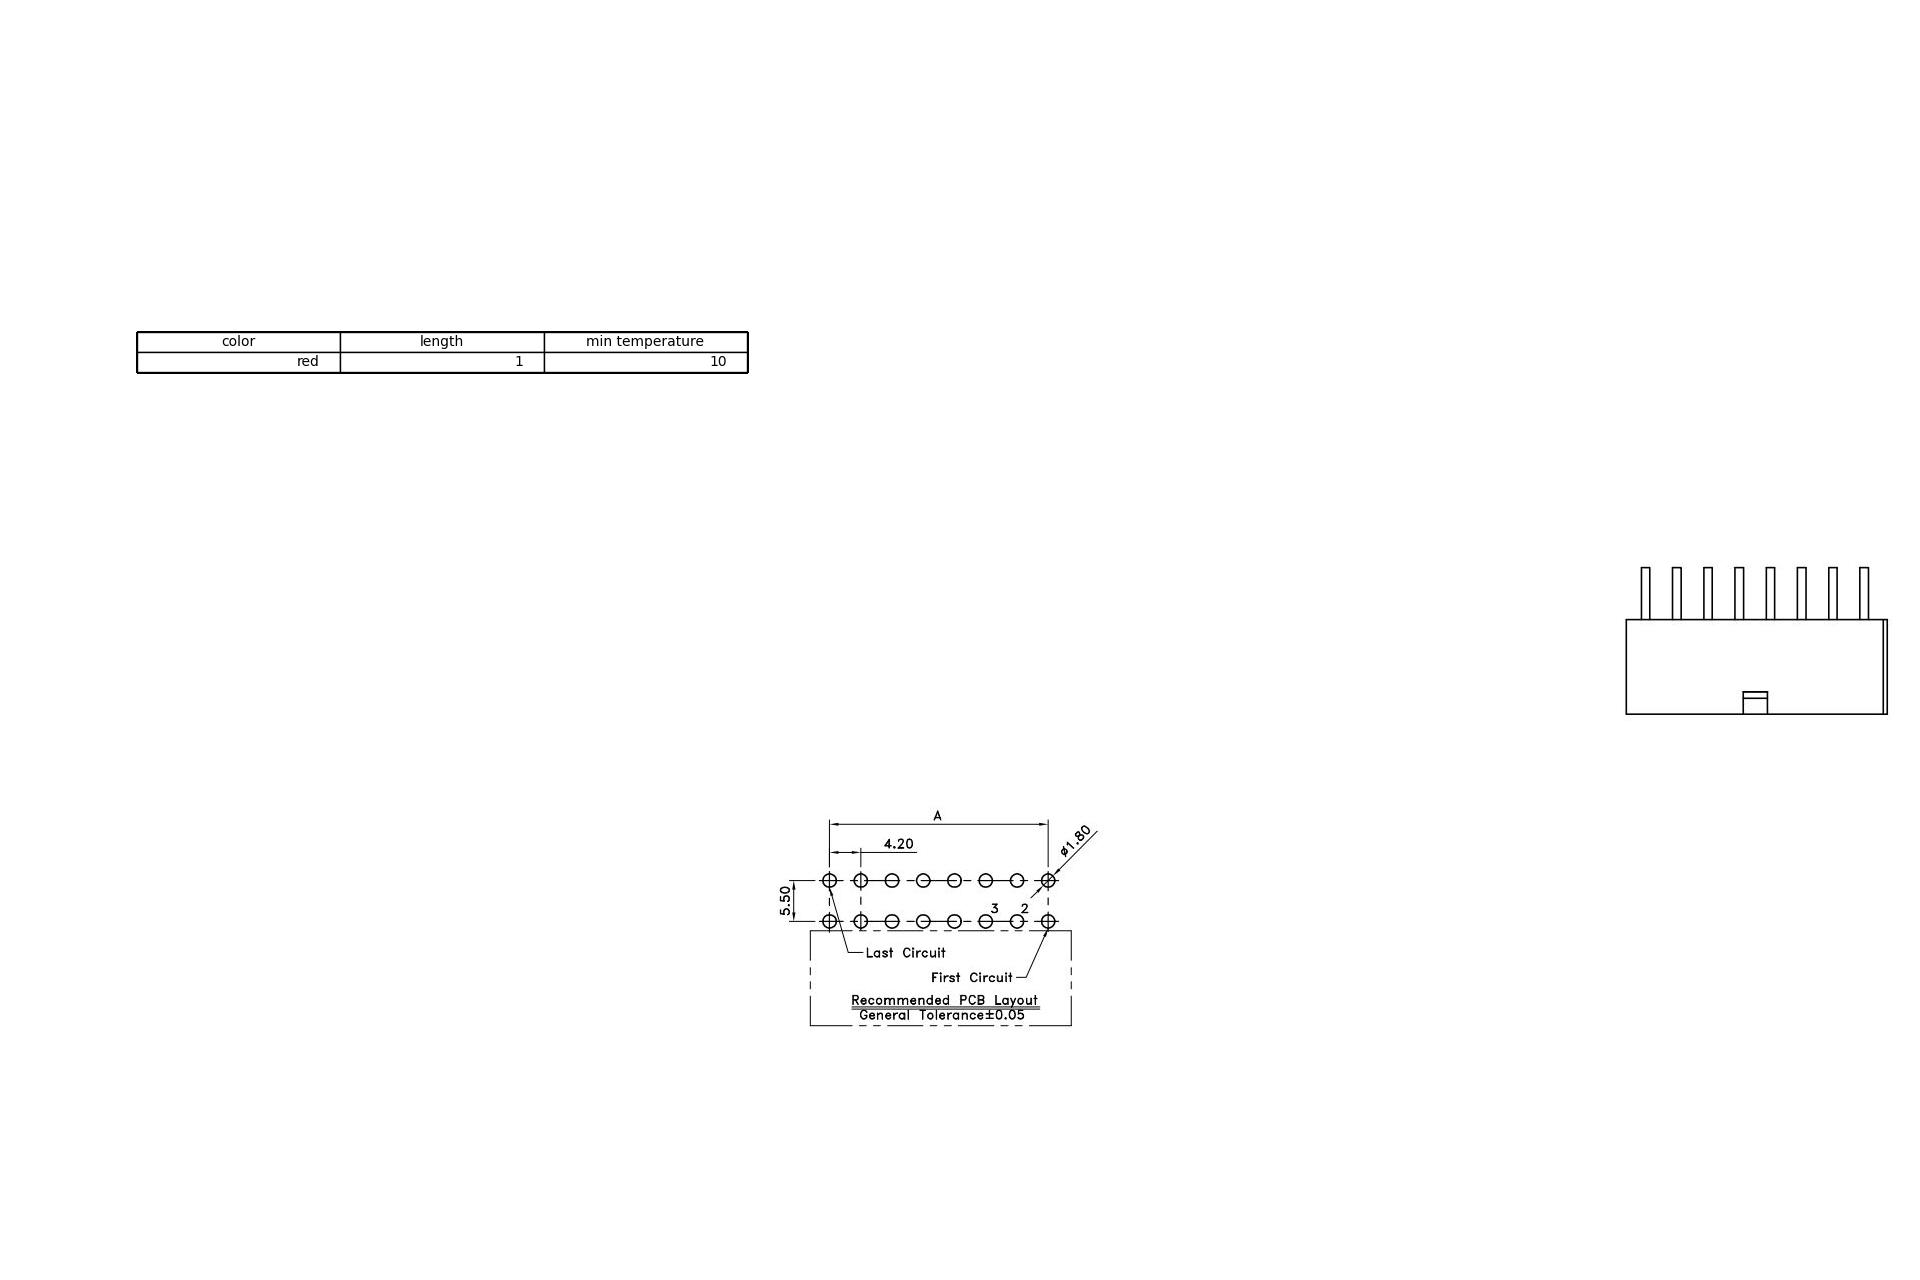 color length min temperature
red 1 10
A
4.20
ø1.80
5.50
3 2
Last Circuit
First Circuit
Recommended PCB Layout
General Tolerance±0.05